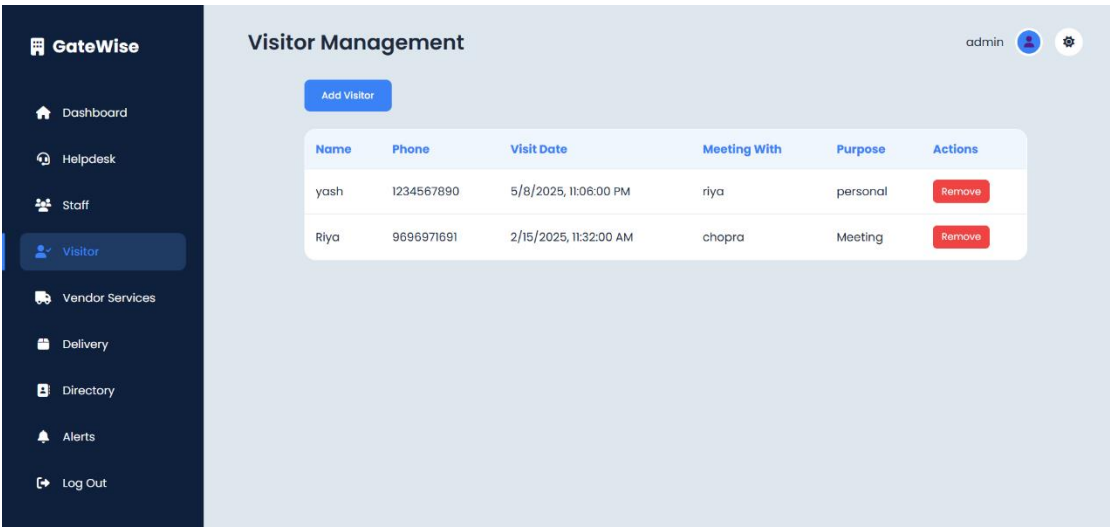 GateWise
Dashboard
Helpdesk
Staff
Visitor
Vendor Services
Delivery
Directory
Alerts
Log Out
Visitor Management
admin
Add Visitor
Name Phone Visit Date Meeting With Purpose Actions
yash 1234567890 5/8/2025, 11:06:00 PM riya personal Remove
Riya 9696971691 2/15/2025, 11:32:00 AM chopra Meeting Remove